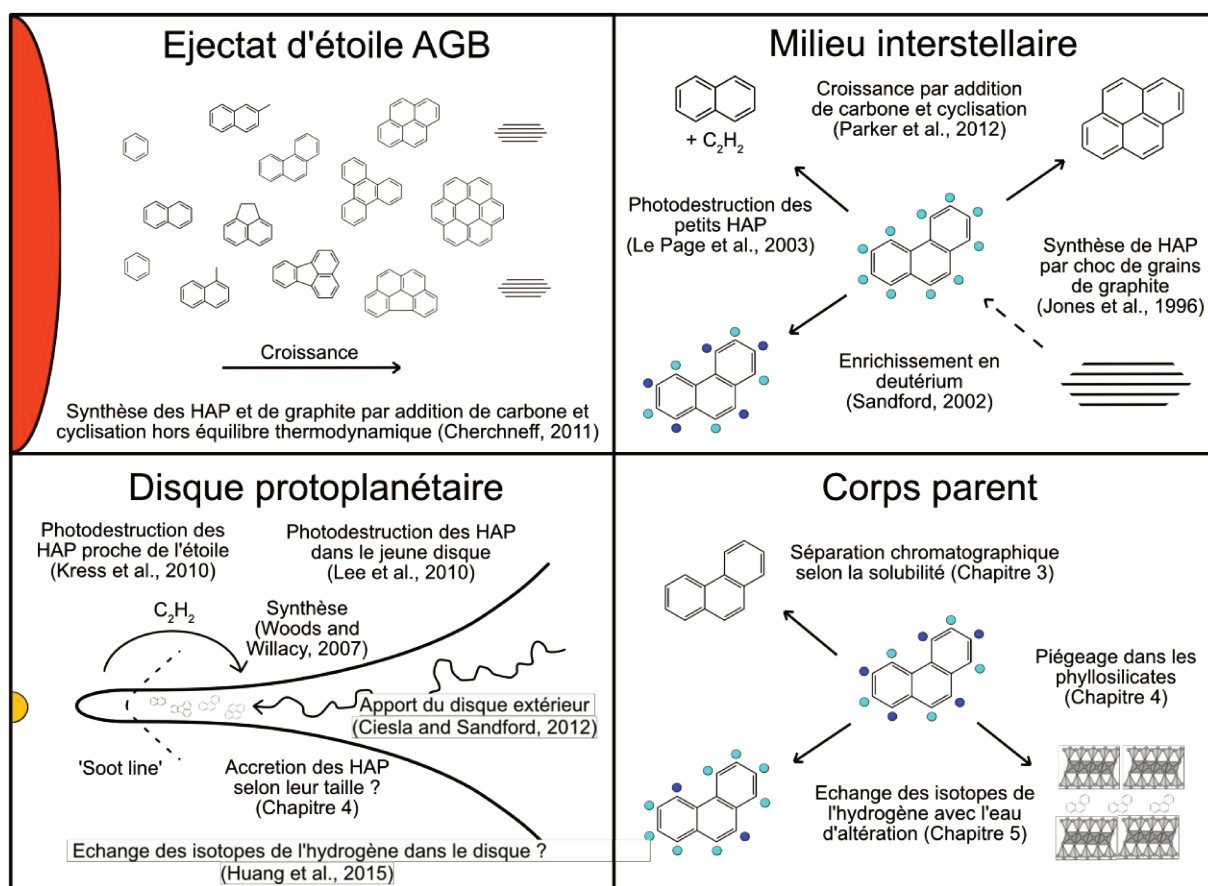 Ejectat d'étoile AGB
Croissance
Synthèse des HAP et de graphite par addition de carbone et
cyclisation hors équilibre thermodynamique (Cherchneff, 2011)
Milieu interstellaire
+ C₂H₂
Croissance par addition
de carbone et cyclisation
(Parker et al., 2012)
Photodestruction des
petits HAP
(Le Page et al., 2003)
Synthèse de HAP
par choc de grains
de graphite
(Jones et al., 1996)
Enrichissement en
deutérium
(Sandford, 2002)
Disque protoplanétaire
Photodestruction des
HAP proche de l'étoile
(Kress et al., 2010)
Photodestruction des HAP
dans le jeune disque
(Lee et al., 2010)
C₂H₂
Synthèse
(Woods and
Willacy, 2007)
Apport du disque extérieur
(Ciesla and Sandford, 2012)
'Soot line'
Accretion des HAP
selon leur taille ?
(Chapitre 4)
Echange des isotopes de l'hydrogène dans le disque ?
(Huang et al., 2015)
Corps parent
Séparation chromatographique
selon la solubilité (Chapitre 3)
Piégeage dans les
phyllosilicates
(Chapitre 4)
Echange des isotopes de
l'hydrogène avec l'eau
d'altération (Chapitre 5)